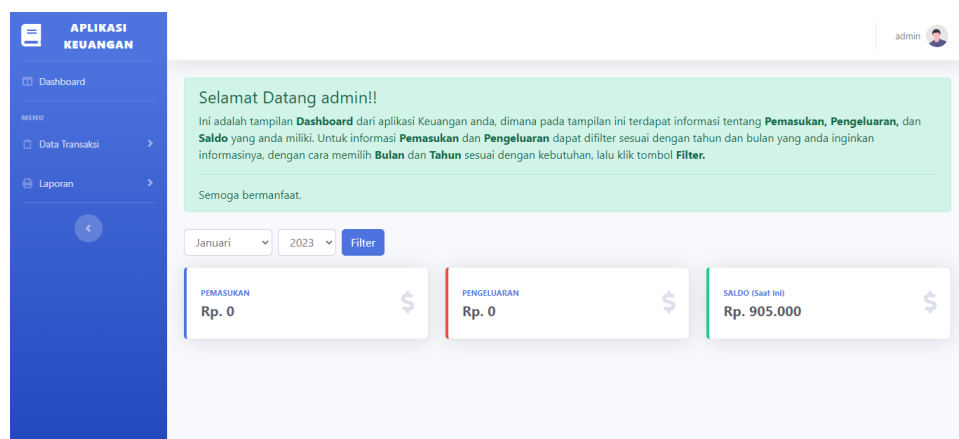 APLIKASI
KEUANGAN
admin
Dashboard
MENU
Data Transaksi
Laporan
Selamat Datang admin!!
Ini adalah tampilan Dashboard dari aplikasi Keuangan anda, dimana pada tampilan ini terdapat informasi tentang Pemasukan, Pengeluaran, dan
Saldo yang anda miliki. Untuk informasi Pemasukan dan Pengeluaran dapat difilter sesuai dengan tahun dan bulan yang anda inginkan
informasinya, dengan cara memilih Bulan dan Tahun sesuai dengan kebutuhan, lalu klik tombol Filter.
Semoga bermanfaat.
Januari 2023 Filter
PEMASUKAN
Rp. 0
$
PENGELUARAN
Rp. 0
$
SALDO (Saat Ini)
Rp. 905.000
$